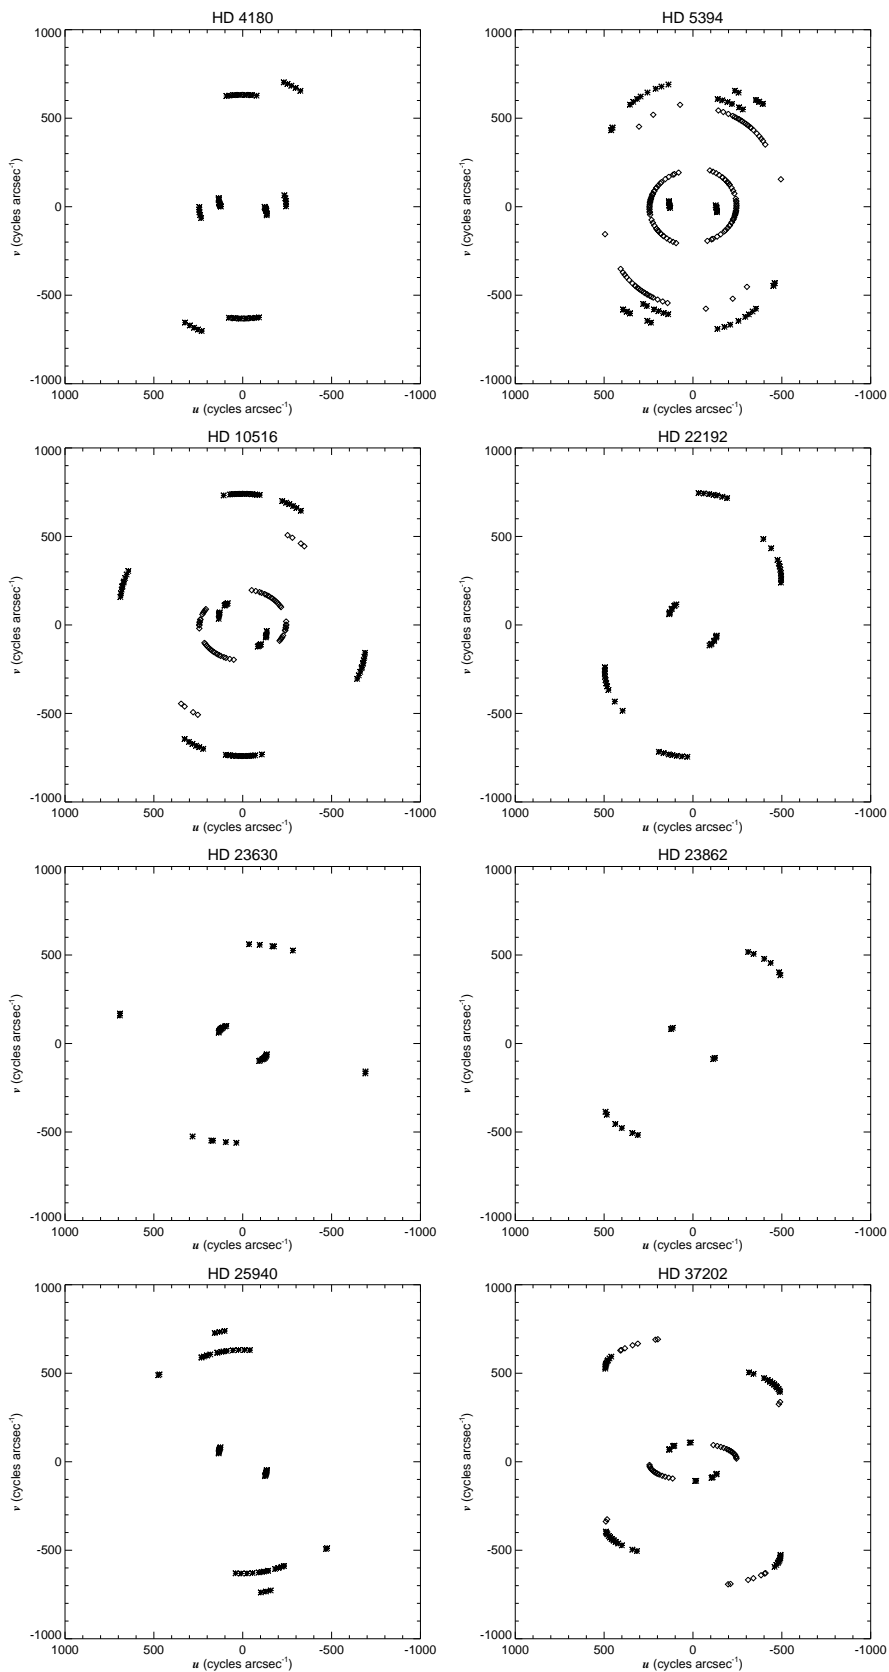 HD 4180
1000
500
0
-500
-1000
v (cycles arcsec-1)
1000 500 0 -500 -1000
u (cycles arcsec-1)
HD 5394
1000
500
0
-500
-1000
v (cycles arcsec-1)
1000 500 0 -500 -1000
u (cycles arcsec-1)
HD 10516
1000
500
0
-500
-1000
v (cycles arcsec-1)
1000 500 0 -500 -1000
u (cycles arcsec-1)
HD 22192
1000
500
0
-500
-1000
v (cycles arcsec-1)
1000 500 0 -500 -1000
u (cycles arcsec-1)
HD 23630
1000
500
0
-500
-1000
v (cycles arcsec-1)
1000 500 0 -500 -1000
u (cycles arcsec-1)
HD 23862
1000
500
0
-500
-1000
v (cycles arcsec-1)
1000 500 0 -500 -1000
u (cycles arcsec-1)
HD 25940
1000
500
0
-500
-1000
v (cycles arcsec-1)
1000 500 0 -500 -1000
u (cycles arcsec-1)
HD 37202
1000
500
0
-500
-1000
v (cycles arcsec-1)
1000 500 0 -500 -1000
u (cycles arcsec-1)